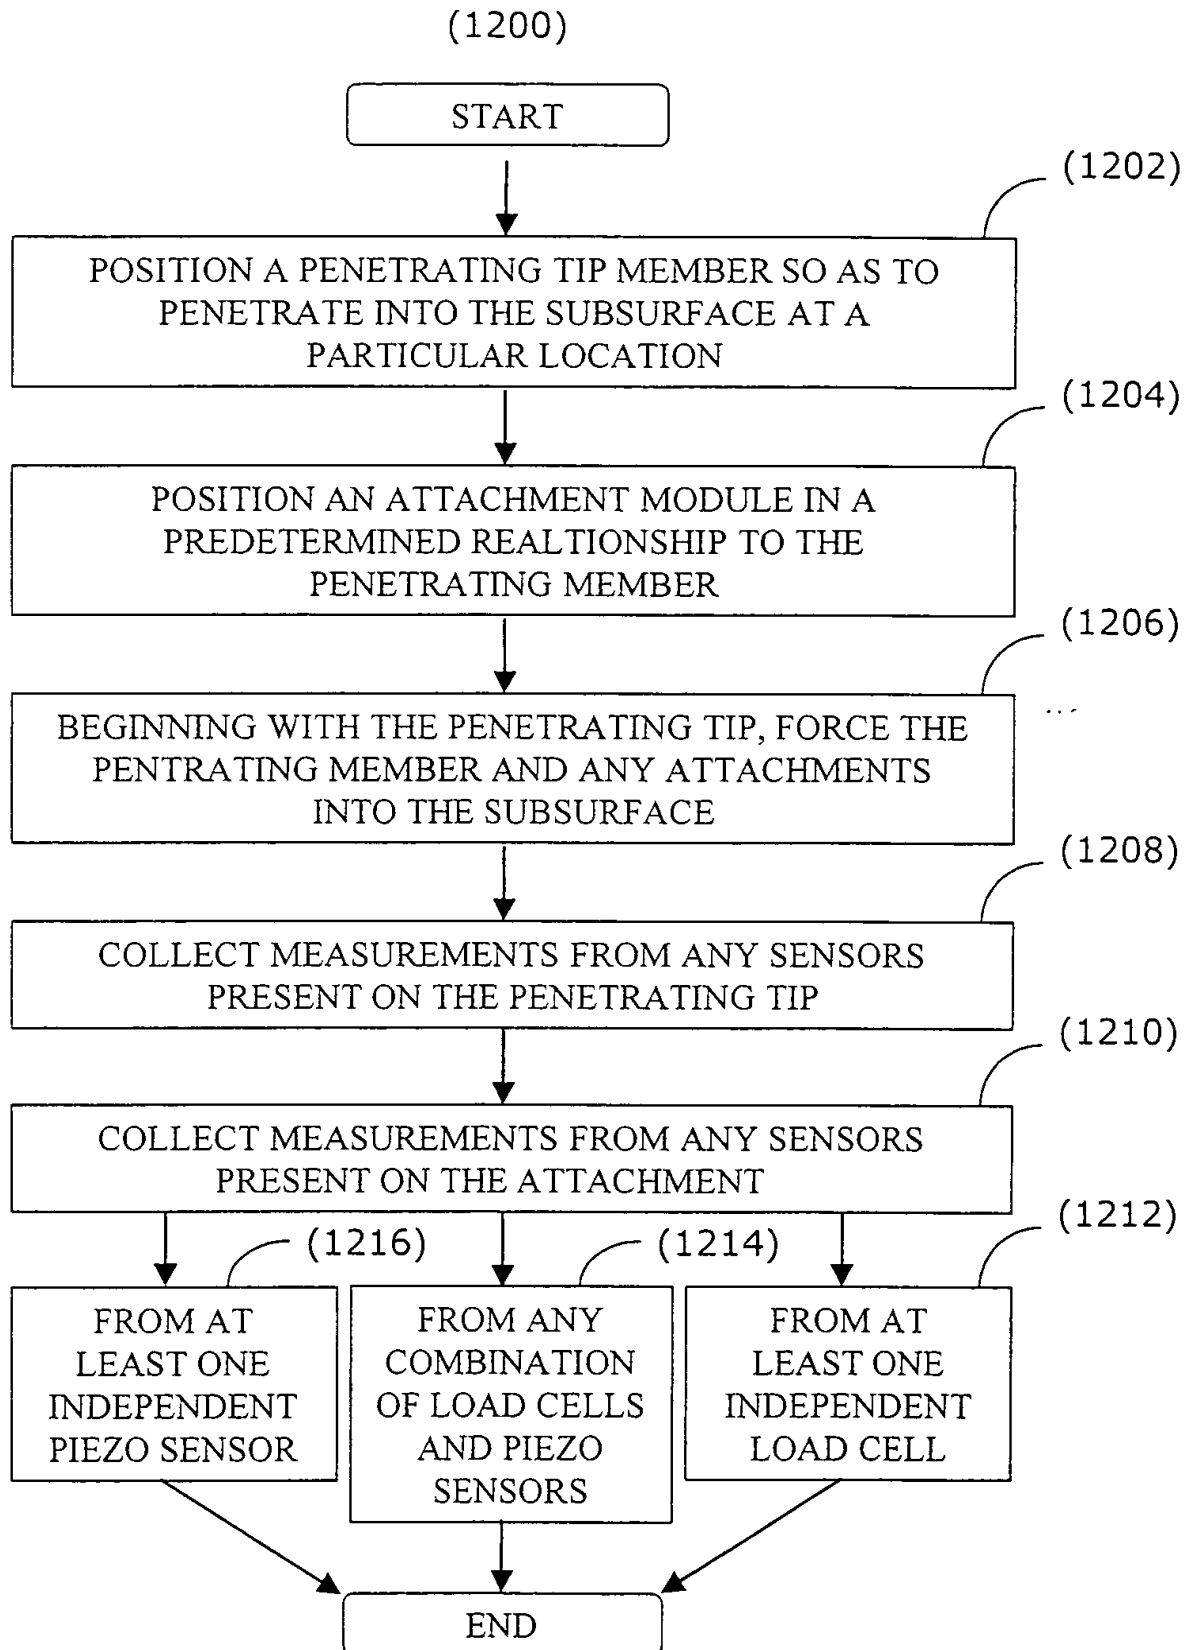 (1200)
START
(1202)
POSITION A PENETRATING TIP MEMBER SO AS TO
PENETRATE INTO THE SUBSURFACE AT A
PARTICULAR LOCATION
(1204)
POSITION AN ATTACHMENT MODULE IN A
PREDETERMINED REALTIONSHIP TO THE
PENETRATING MEMBER
(1206)
BEGINNING WITH THE PENETRATING TIP, FORCE THE
PENTRATING MEMBER AND ANY ATTACHMENTS
INTO THE SUBSURFACE
(1208)
COLLECT MEASUREMENTS FROM ANY SENSORS
PRESENT ON THE PENETRATING TIP
(1210)
COLLECT MEASUREMENTS FROM ANY SENSORS
PRESENT ON THE ATTACHMENT
(1216)
FROM AT
LEAST ONE
INDEPENDENT
PIEZO SENSOR
(1214)
FROM ANY
COMBINATION
OF LOAD CELLS
AND PIEZO
SENSORS
(1212)
FROM AT
LEAST ONE
INDEPENDENT
LOAD CELL
END